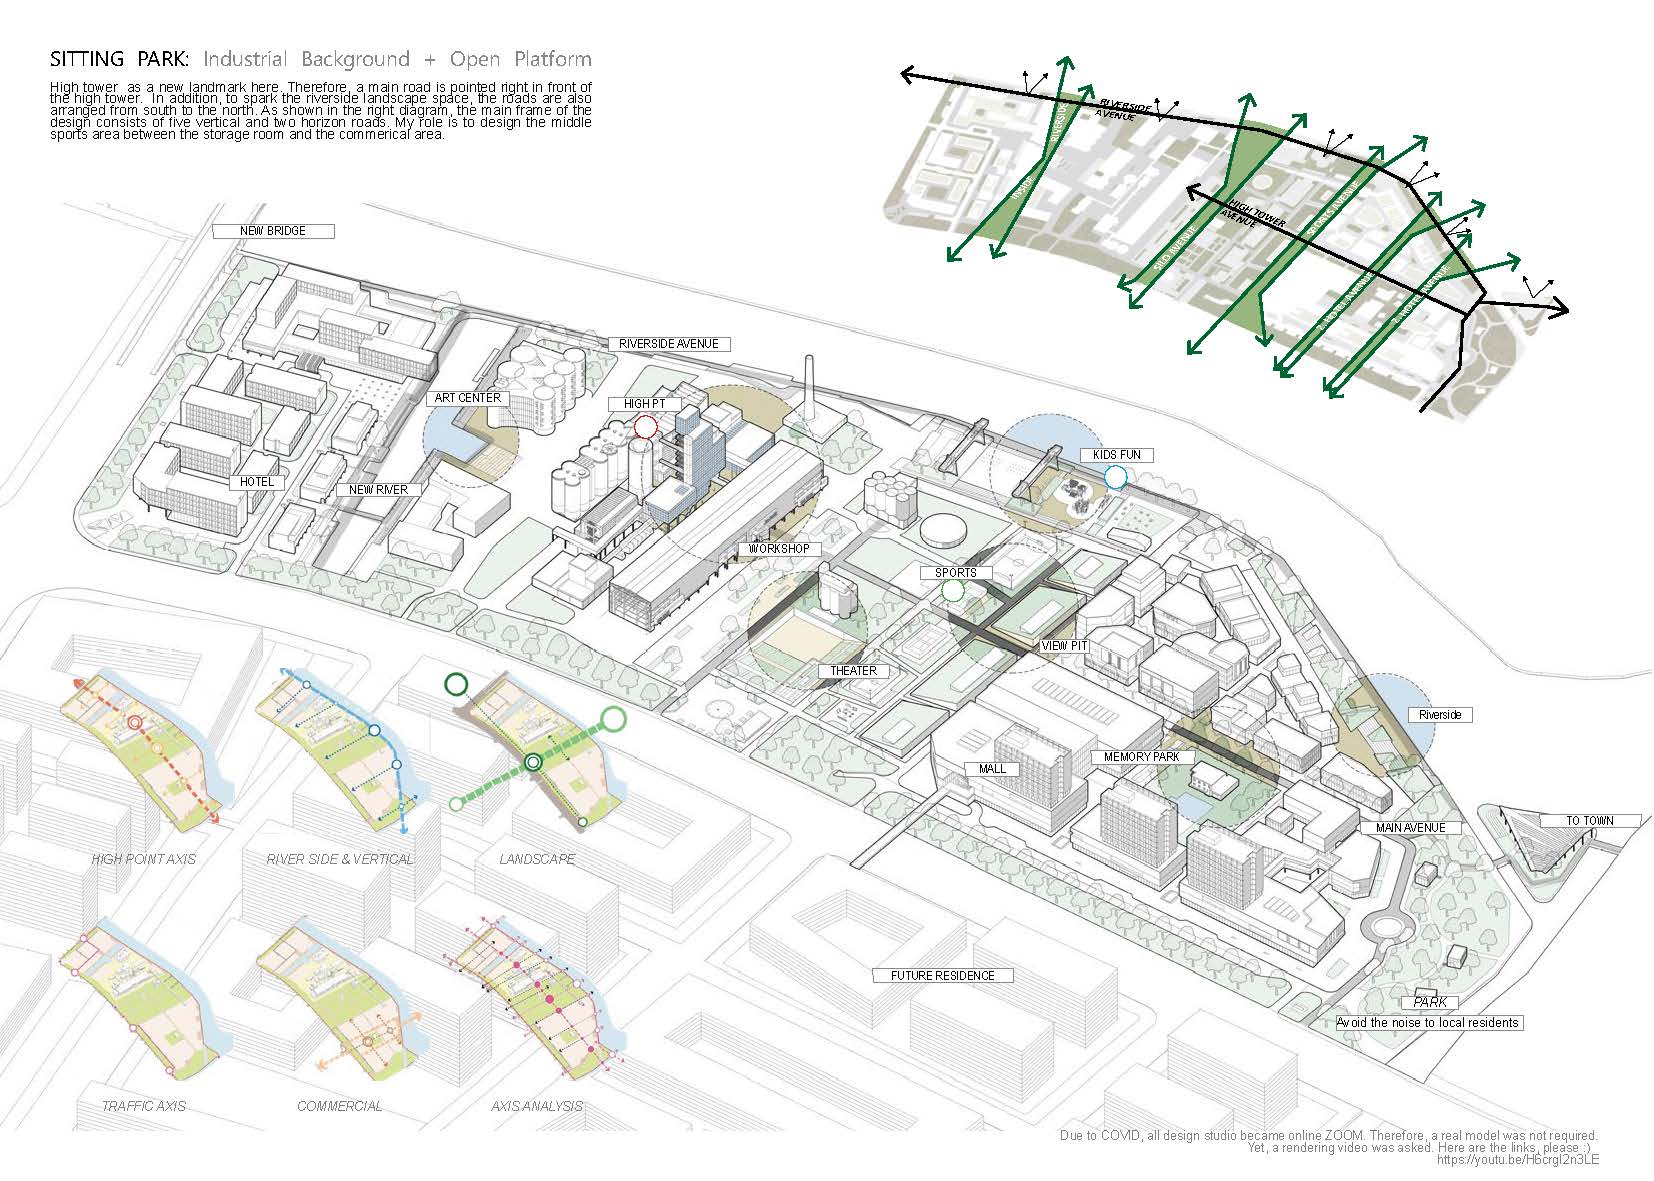 SITTING PARK: Industrial Background + Open Platform
High tower as a new landmark here. Therefore, a main road is pointed right in front of
the high tower. In addition, to spark the riverside landscape space, the roads are also
arranged from south to the north. As shown in the right diagram, the main frame of the
design consists of five vertical and two horizon roads. My role is to design the middle
sports area between the storage room and the commerical area.
RIVERSIDE
AVENUE
RIVERSIDE
INSIDE
HIGH TOWER
AVENUE
SILO AVENUE
SPORTS AVENUE
HOTEL AVENUE
2. HOTEL AVENUE
NEW BRIDGE
RIVERSIDE AVENUE
ART CENTER
HIGH PT
KIDS FUN
HOTEL
NEW RIVER
WORKSHOP
SPORTS
VIEW PIT
THEATER
Riverside
MEMORY PARK
MALL
TO TOWN
MAIN AVENUE
HIGH POINT AXIS
RIVER SIDE & VERTICAL
LANDSCAPE
FUTURE RESIDENCE
PARK
Avoid the noise to local residents
TRAFFIC AXIS
COMMERCIAL
AXIS ANALYSIS
Due to COVID, all design studio became online ZOOM. Therefore, a real model was not required.
Yet, a rendering video was asked. Here are the links, please :)
https://youtu.be/H6crgI2n3LE